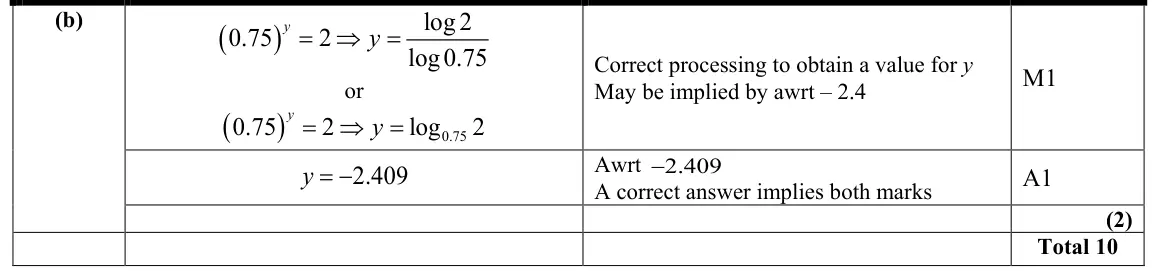 (b)
(0.75)^y = 2 ⇒ y = log 2 / log 0.75
or
(0.75)^y = 2 ⇒ y = log_{0.75} 2
Correct processing to obtain a value for y
May be implied by awrt – 2.4
M1
y = −2.409
Awrt −2.409
A correct answer implies both marks
A1
(2)
Total 10